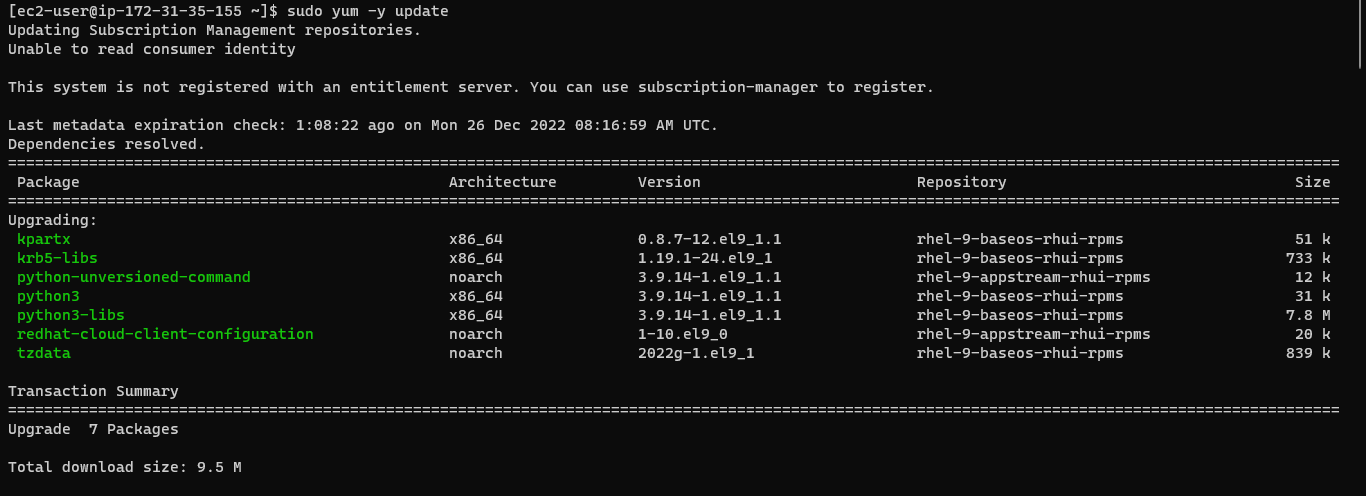 [ec2-user@ip-172-31-35-155 ~]$ sudo yum -y update
Updating Subscription Management repositories.
Unable to read consumer identity
This system is not registered with an entitlement server. You can use subscription-manager to register.
Last metadata expiration check: 1:08:22 ago on Mon 26 Dec 2022 08:16:59 AM UTC.
Dependencies resolved.
====================================================================================================================================================
Package Architecture Version Repository Size
====================================================================================================================================================
Upgrading:
kpartx x86_64 0.8.7-12.el9_1.1 rhel-9-baseos-rhui-rpms 51 k
krb5-libs x86_64 1.19.1-24.el9_1 rhel-9-baseos-rhui-rpms 733 k
python-unversioned-command noarch 3.9.14-1.el9_1.1 rhel-9-appstream-rhui-rpms 12 k
python3 x86_64 3.9.14-1.el9_1.1 rhel-9-baseos-rhui-rpms 31 k
python3-libs x86_64 3.9.14-1.el9_1.1 rhel-9-baseos-rhui-rpms 7.8 M
redhat-cloud-client-configuration noarch 1-10.el9_0 rhel-9-appstream-rhui-rpms 20 k
tzdata noarch 2022g-1.el9_1 rhel-9-baseos-rhui-rpms 839 k
Transaction Summary
====================================================================================================================================================
Upgrade  7 Packages
Total download size: 9.5 M